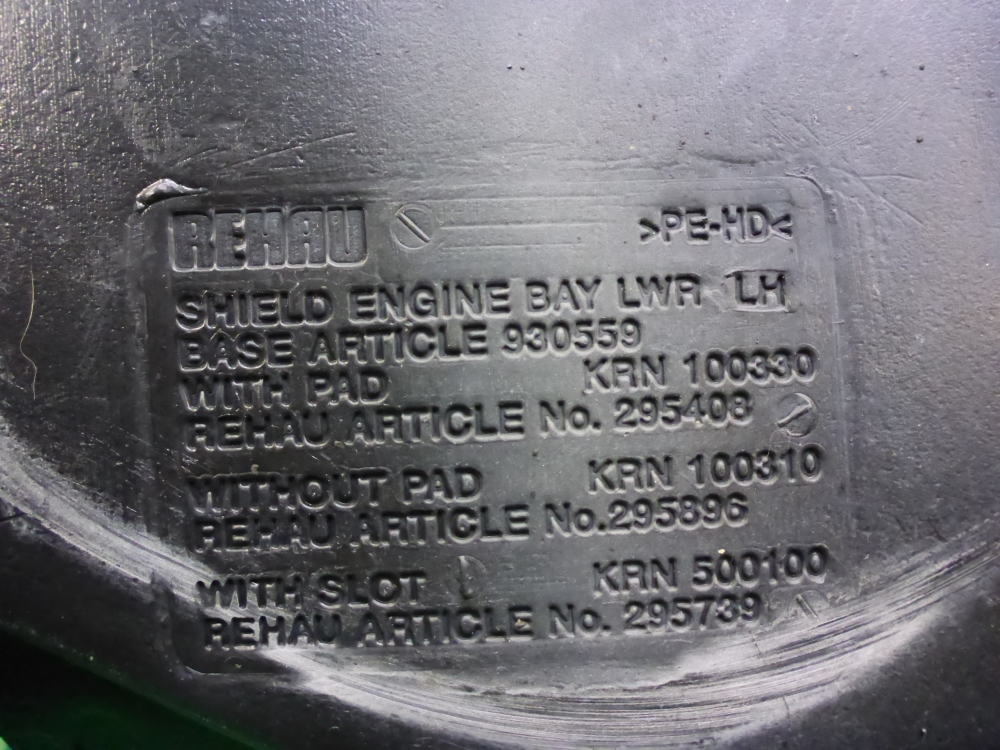 REHAU >PE-HD<
SHIELD ENGINE BAY LWR LH
BASE ARTICLE 930559
WITH PAD KRN 100330
REHAU ARTICLE No. 295408
WITHOUT PAD KRN 100310
REHAU ARTICLE No.295896
WITH SLOT KRN 500100
REHAU ARTICLE No. 295739